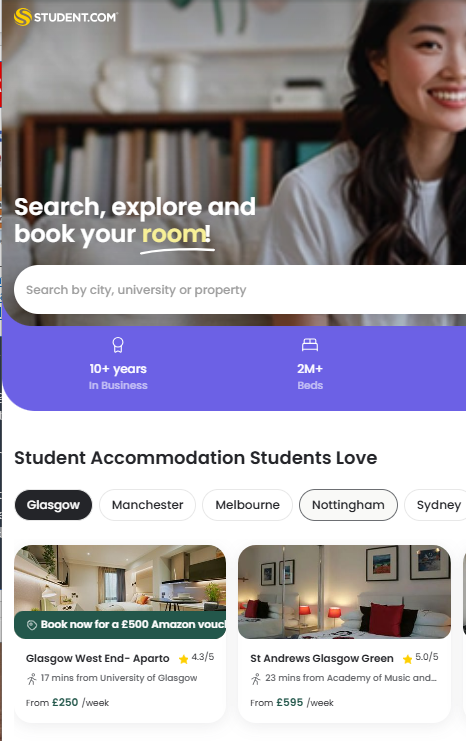 STUDENT.COM
Search, explore and
book your room!
Search by city, university or property
10+ years
In Business
2M+
Beds
Student Accommodation Students Love
Glasgow Manchester Melbourne Nottingham Sydney
Book now for a £500 Amazon
Glasgow West End- Aparto 4.3/5
17 mins from University of Glasgow
From £250 /week
St Andrews Glasgow Green 5.0/5
23 mins from Academy of Music and...
From £595 /week